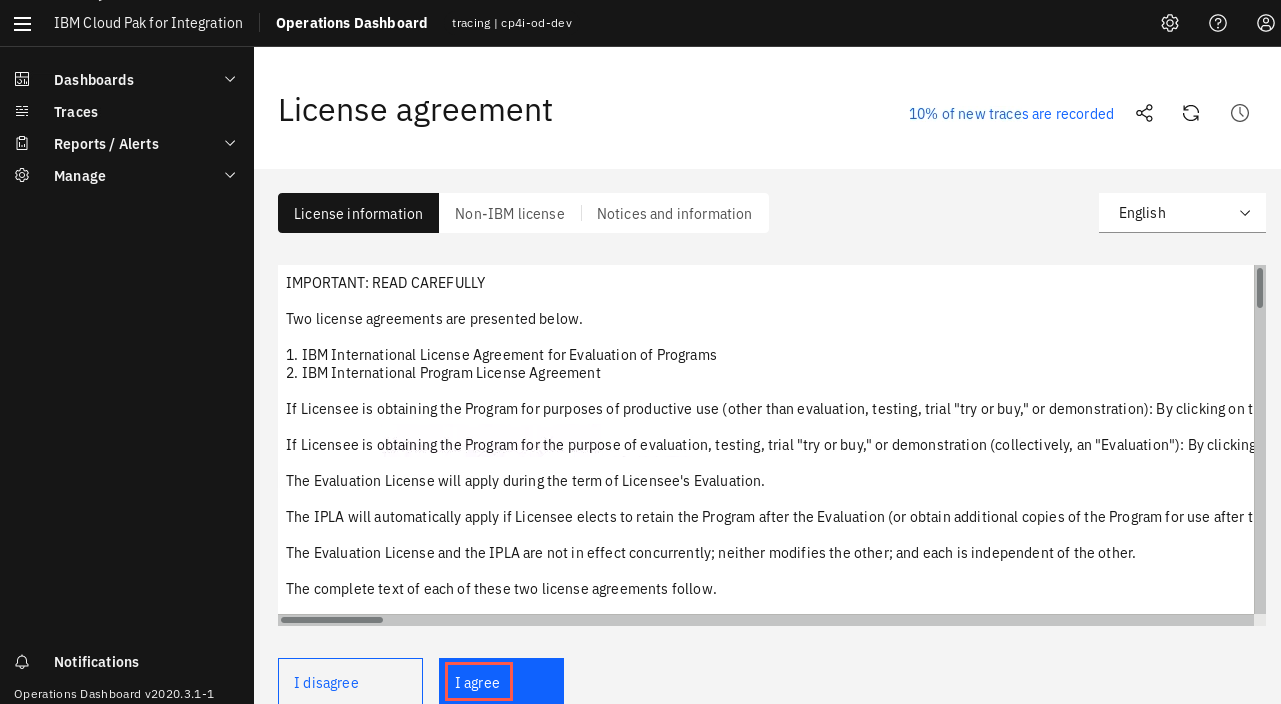 IBM Cloud Pak for Integration
Operations Dashboard
tracing | cp4i-od-dev
Dashboards
Traces
Reports / Alerts
Manage
Notifications
Operations Dashboard v2020.3.1-1
License agreement
10% of new traces are recorded
License information
Non-IBM license
Notices and information
English
IMPORTANT: READ CAREFULLY
Two license agreements are presented below.
1. IBM International License Agreement for Evaluation of Programs
2. IBM International Program License Agreement
If Licensee is obtaining the Program for purposes of productive use (other than evaluation, testing, trial "try or buy," or demonstration): By clicking on t
If Licensee is obtaining the Program for the purpose of evaluation, testing, trial "try or buy," or demonstration (collectively, an "Evaluation"): By clicking
The Evaluation License will apply during the term of Licensee's Evaluation.
The IPLA will automatically apply if Licensee elects to retain the Program after the Evaluation (or obtain additional copies of the Program for use after t
The Evaluation License and the IPLA are not in effect concurrently; neither modifies the other; and each is independent of the other.
The complete text of each of these two license agreements follow.
I disagree
I agree